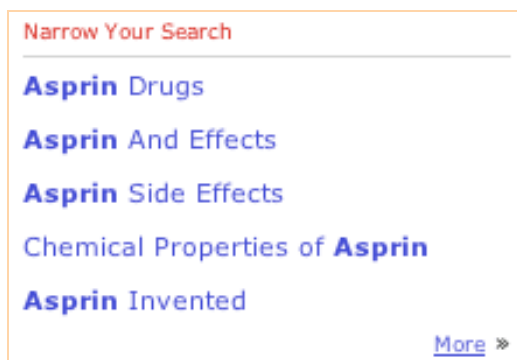 Narrow Your Search
Asprin Drugs
Asprin And Effects
Asprin Side Effects
Chemical Properties of Asprin
Asprin Invented
More »